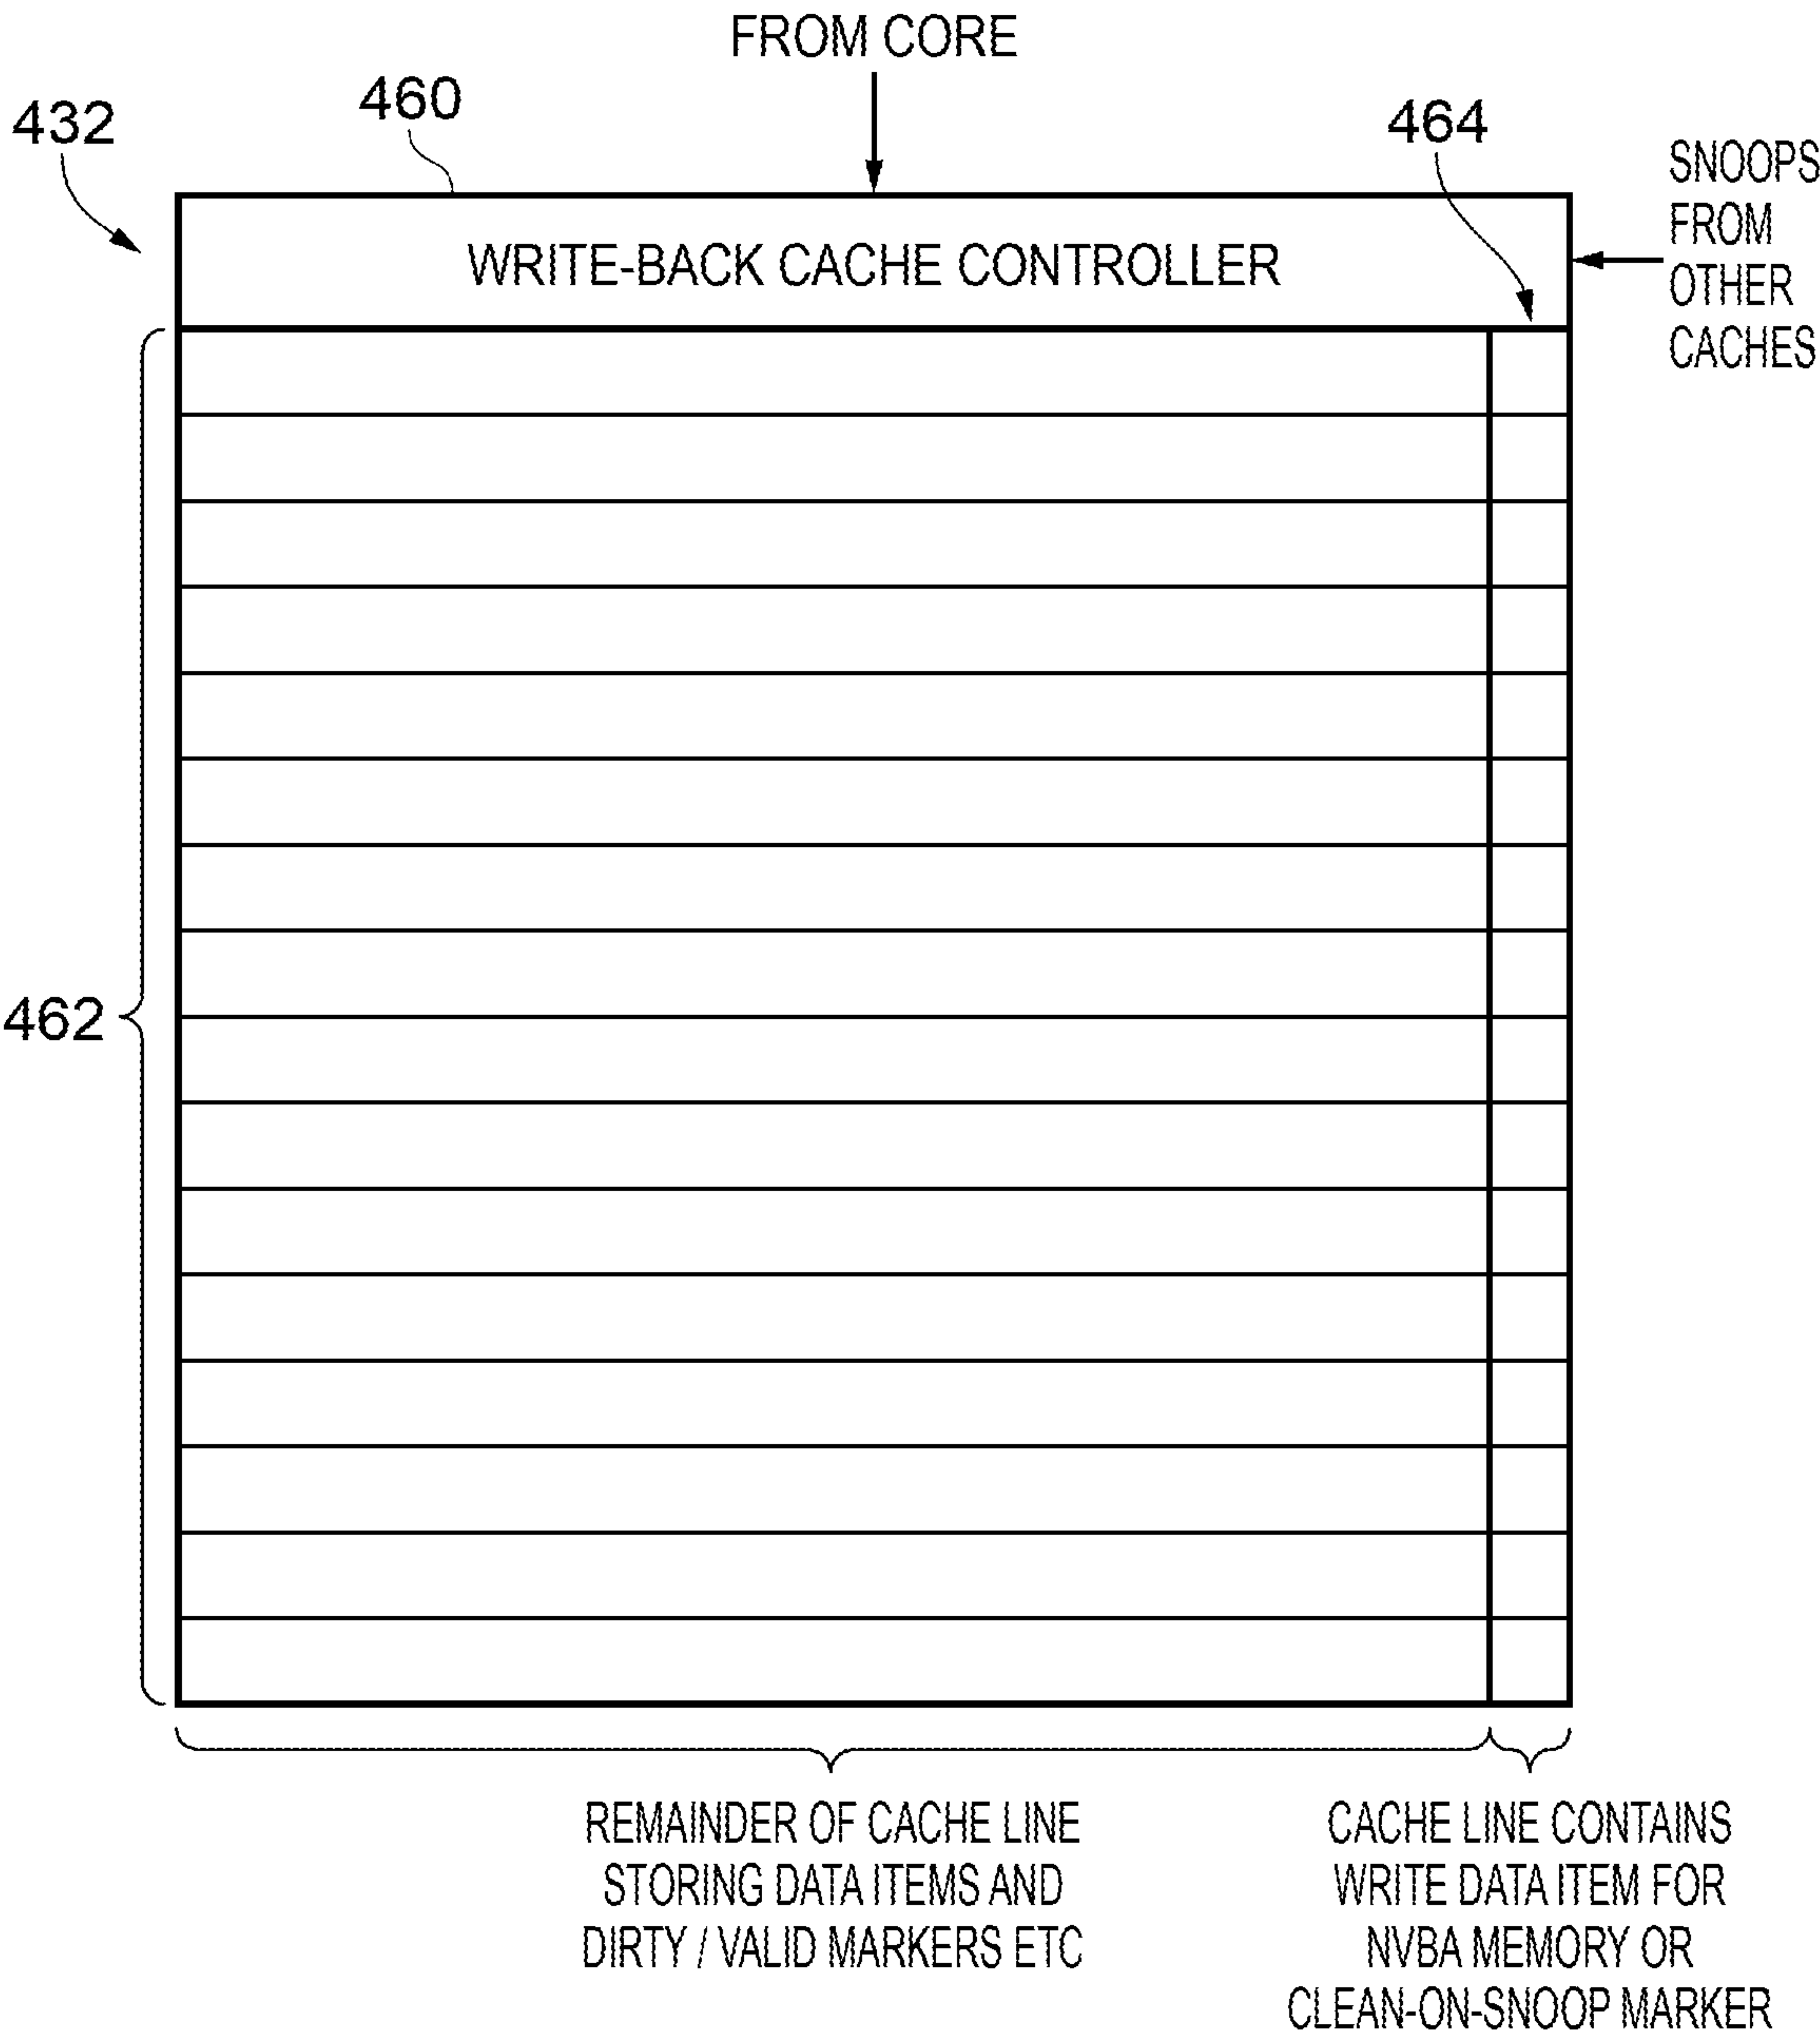 FROM CORE
432
460
464
SNOOPS
FROM
OTHER
CACHES
WRITE-BACK CACHE CONTROLLER
462
REMAINDER OF CACHE LINE
STORING DATA ITEMS AND
DIRTY / VALID MARKERS ETC
CACHE LINE CONTAINS
WRITE DATA ITEM FOR
NVBA MEMORY OR
CLEAN-ON-SNOOP MARKER